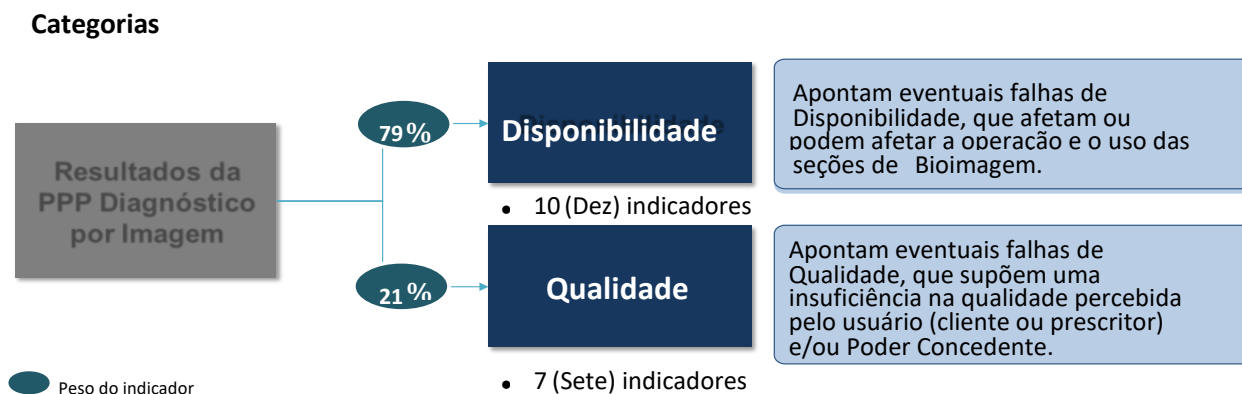 Categorias
Resultados da
PPP Diagnóstico
por Imagem
79%
Disponibilidade
• 10 (Dez) indicadores
Apontam eventuais falhas de
Disponibilidade, que afetam ou
podem afetar a operação e o uso das
seções de Bioimagem.
21%
Qualidade
• 7 (Sete) indicadores
Apontam eventuais falhas de
Qualidade, que supõem uma
insuficiência na qualidade percebida
pelo usuário (cliente ou prescritor)
e/ou Poder Concedente.
Peso do indicador